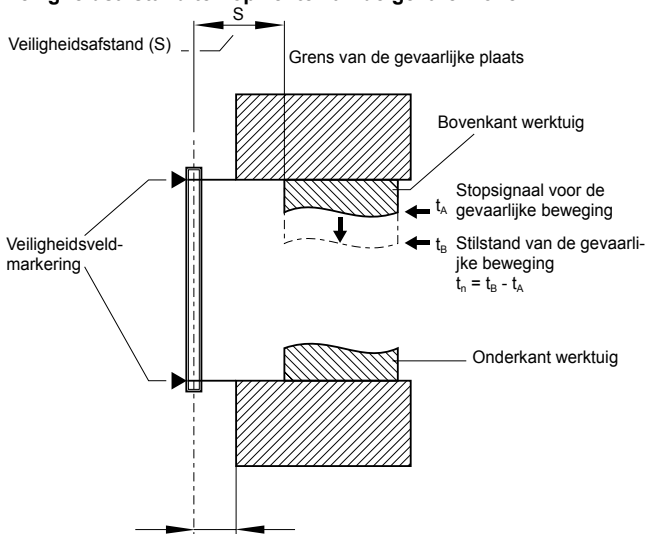 S
Veiligheidsafstand (S)
Grens van de gevaarlijke plaats
Bovenkant werktuig
tA
Stopsignaal voor de
gevaarlijke beweging
tB
Stilstand van de gevaarli-
jke beweging
tn = tB - tA
Veiligheidsveld-
markering
Onderkant werktuig